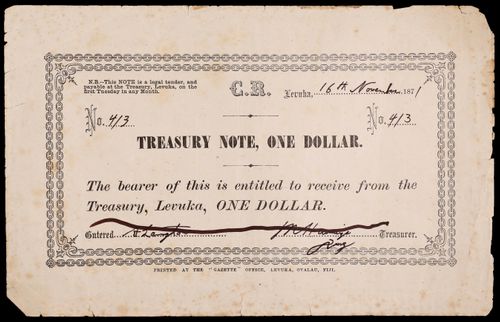 N.B.—This NOTE is a legal tender, and
payable at the Treasury, Levuka, on the
first Tuesday in any Month.
C.R.
Levuka, 16th November 1871
No. 413
No. 413
TREASURY NOTE, ONE DOLLAR.
The bearer of this is entitled to receive from the
Treasury, Levuka, ONE DOLLAR.
Entered
Treasurer.
PRINTED AT THE "GAZETTE" OFFICE, LEVUKA, OVALAU, FIJI.